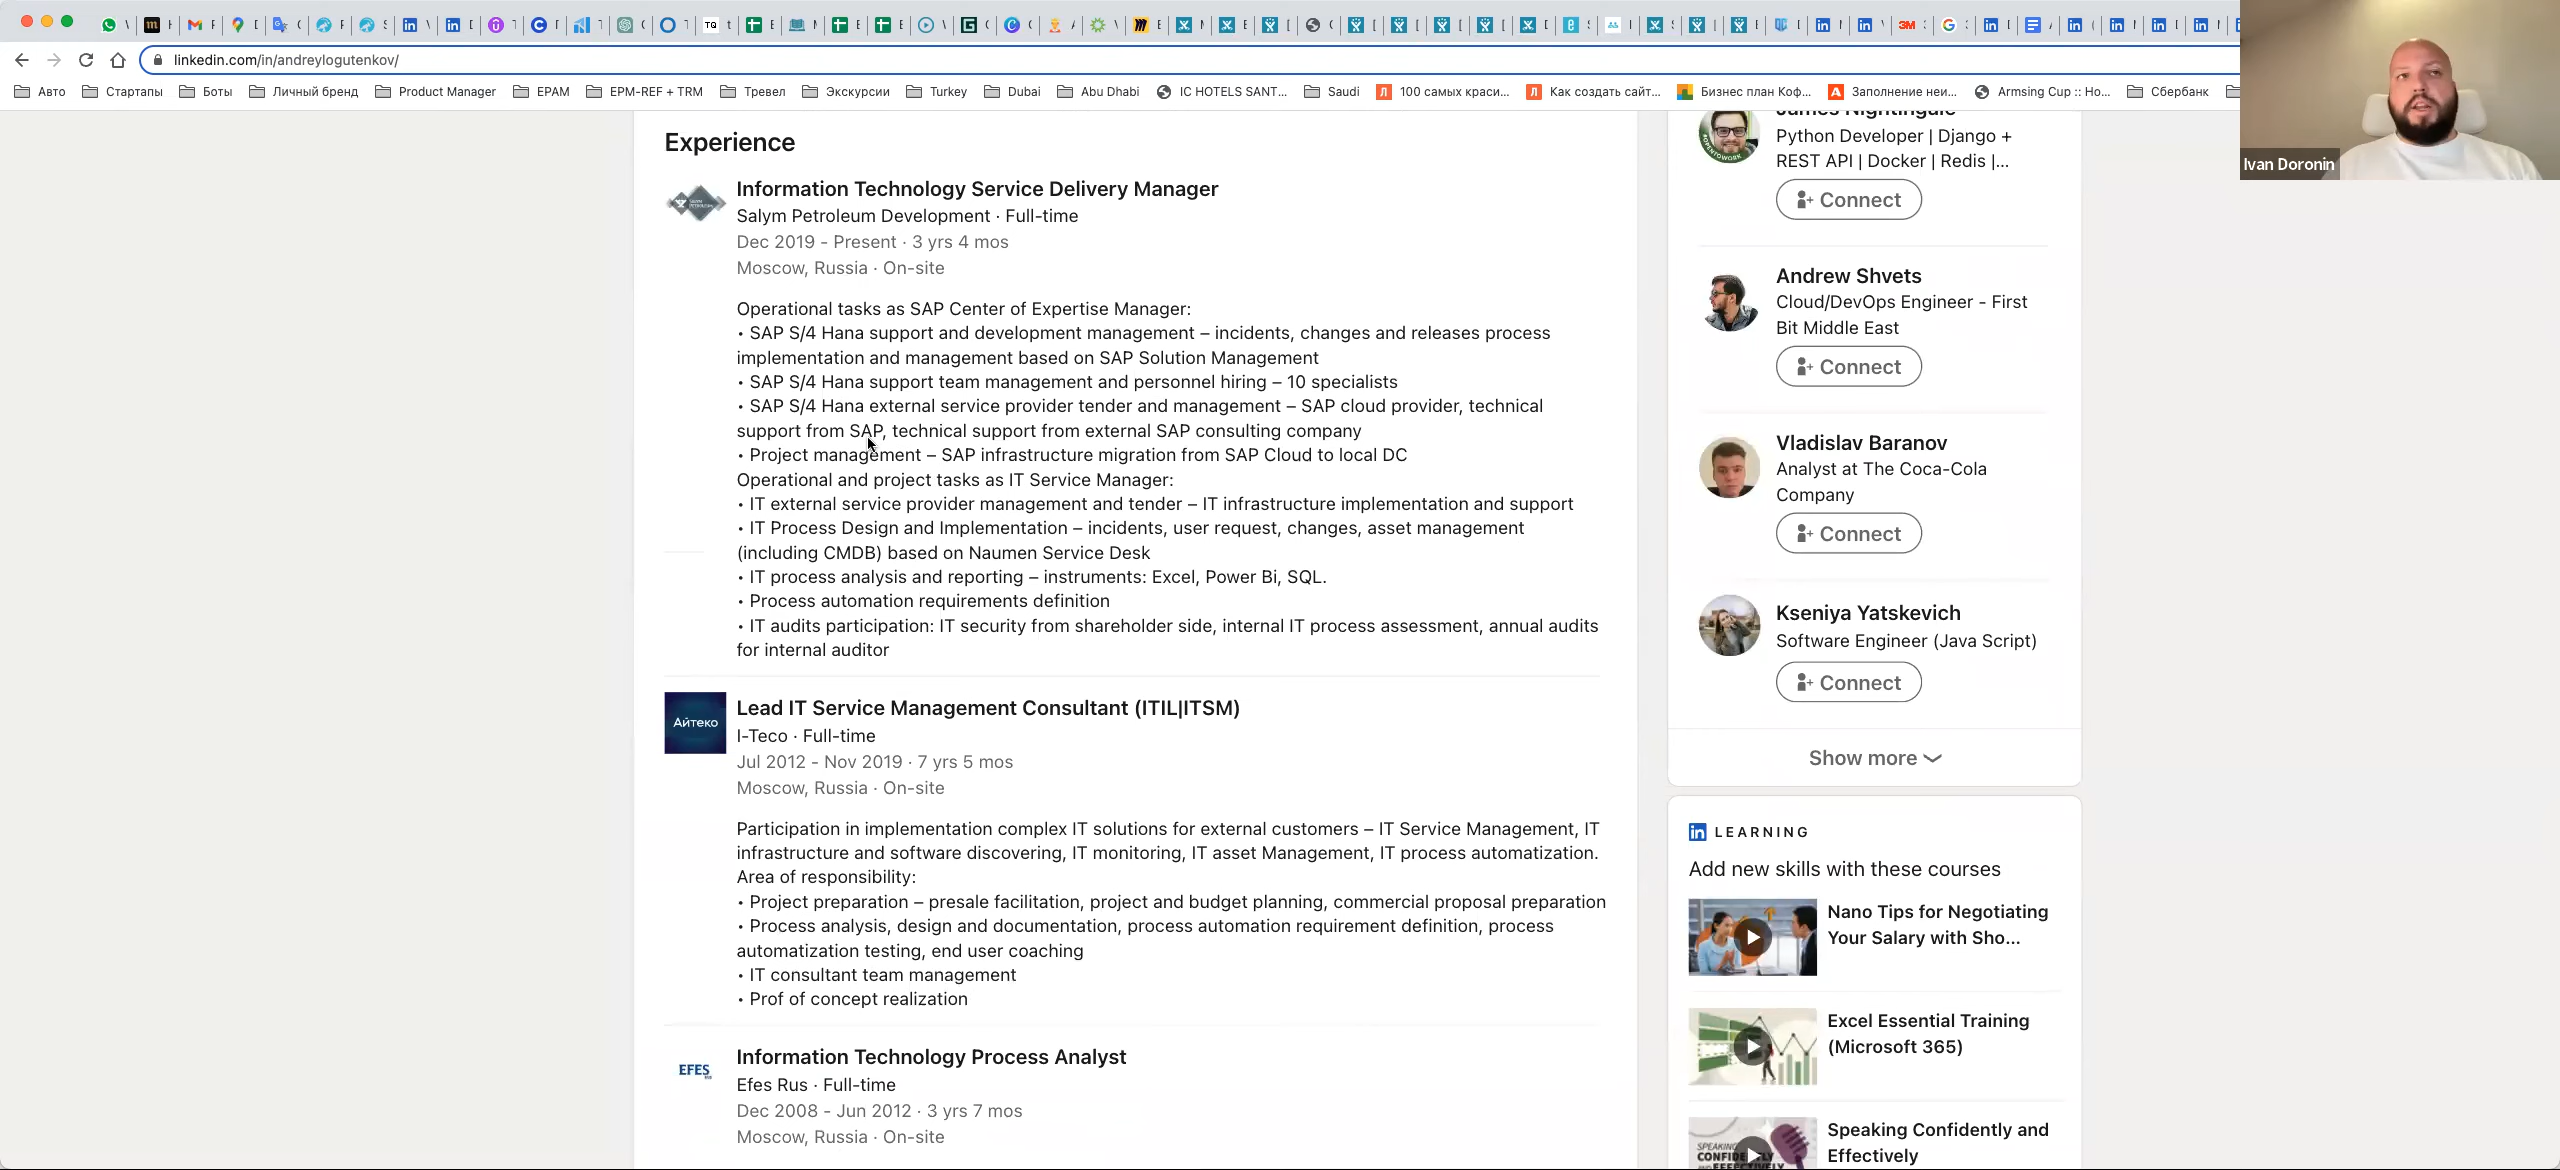 linkedin.com/in/andreylogutenkov/
Авто
Стартапы
Боты
Личный бренд
Product Manager
EPAM
EPM-REF + TRM
Тревел
Экскурсии
Turkey
Dubai
Abu Dhabi
IC HOTELS SANT...
Saudi
100 самых краси...
Как создать сайт...
Бизнес план Коф...
Заполнение неи...
Armsing Cup :: Ho...
Сбербанк
Ivan Doronin
Experience
Information Technology Service Delivery Manager
Salym Petroleum Development · Full-time
Dec 2019 - Present · 3 yrs 4 mos
Moscow, Russia · On-site
Operational tasks as SAP Center of Expertise Manager:
• SAP S/4 Hana support and development management – incidents, changes and releases process
implementation and management based on SAP Solution Management
• SAP S/4 Hana support team management and personnel hiring – 10 specialists
• SAP S/4 Hana external service provider tender and management – SAP cloud provider, technical
support from SAP, technical support from external SAP consulting company
• Project management – SAP infrastructure migration from SAP Cloud to local DC
Operational and project tasks as IT Service Manager:
• IT external service provider management and tender – IT infrastructure implementation and support
• IT Process Design and Implementation – incidents, user request, changes, asset management
(including CMDB) based on Naumen Service Desk
• IT process analysis and reporting – instruments: Excel, Power Bi, SQL.
• Process automation requirements definition
• IT audits participation: IT security from shareholder side, internal IT process assessment, annual audits
for internal auditor
Айтеко
Lead IT Service Management Consultant (ITIL|ITSM)
I-Teco · Full-time
Jul 2012 - Nov 2019 · 7 yrs 5 mos
Moscow, Russia · On-site
Participation in implementation complex IT solutions for external customers – IT Service Management, IT
infrastructure and software discovering, IT monitoring, IT asset Management, IT process automatization.
Area of responsibility:
• Project preparation – presale facilitation, project and budget planning, commercial proposal preparation
• Process analysis, design and documentation, process automation requirement definition, process
automatization testing, end user coaching
• IT consultant team management
• Prof of concept realization
EFES
Information Technology Process Analyst
Efes Rus · Full-time
Dec 2008 - Jun 2012 · 3 yrs 7 mos
Moscow, Russia · On-site
James Nightingale
Python Developer | Django +
REST API | Docker | Redis |...
Connect
Andrew Shvets
Cloud/DevOps Engineer - First
Bit Middle East
Connect
Vladislav Baranov
Analyst at The Coca-Cola
Company
Connect
Kseniya Yatskevich
Software Engineer (Java Script)
Connect
Show more
in LEARNING
Add new skills with these courses
Nano Tips for Negotiating
Your Salary with Sho...
Excel Essential Training
(Microsoft 365)
Speaking Confidently and
Effectively